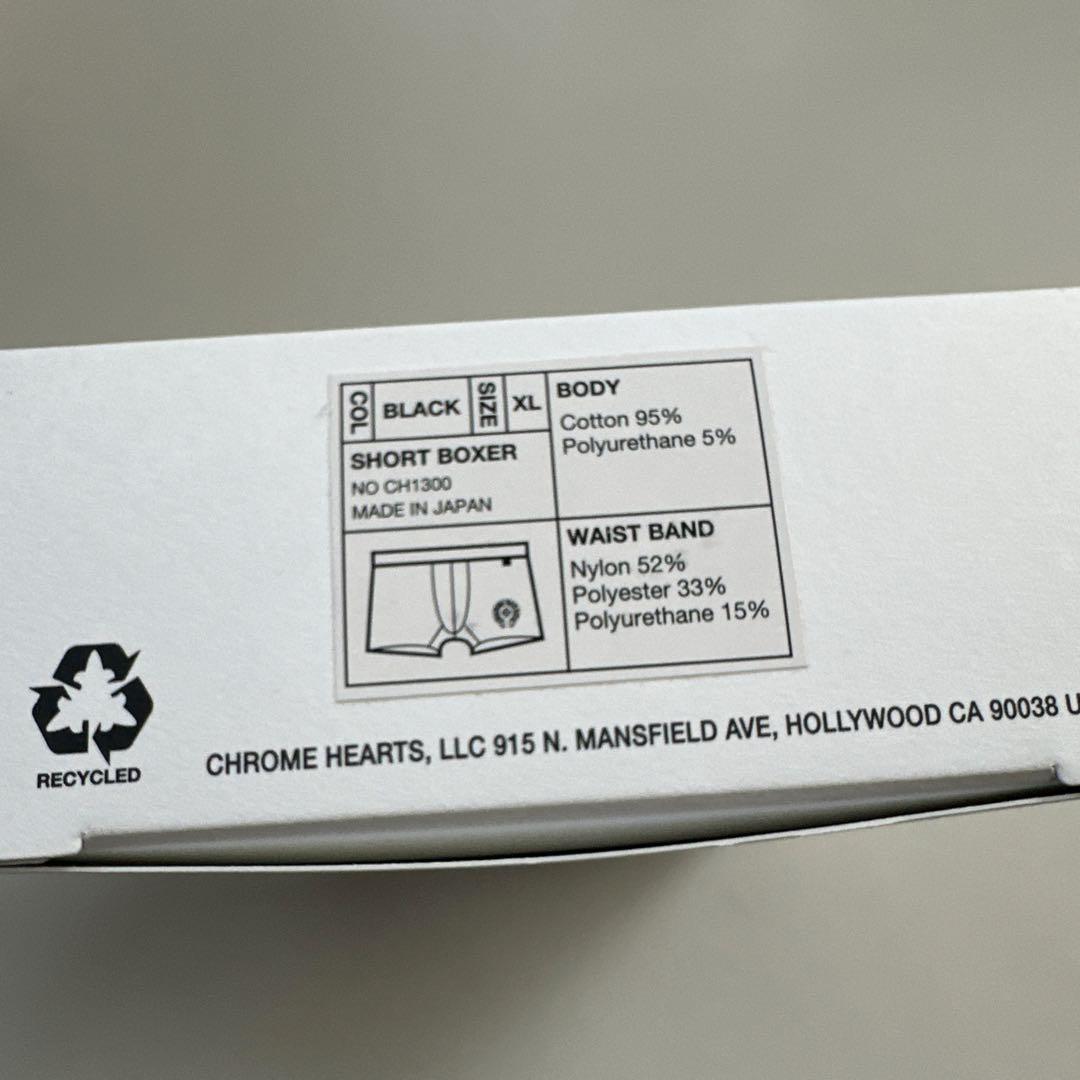 COL BLACK SIZE XL
SHORT BOXER
NO CH1300
MADE IN JAPAN
BODY
Cotton 95%
Polyurethane 5%
WAiST BAND
Nylon 52%
Polyester 33%
Polyurethane 15%
RECYCLED
CHROME HEARTS, LLC 915 N. MANSFIELD AVE, HOLLYWOOD CA 90038 U